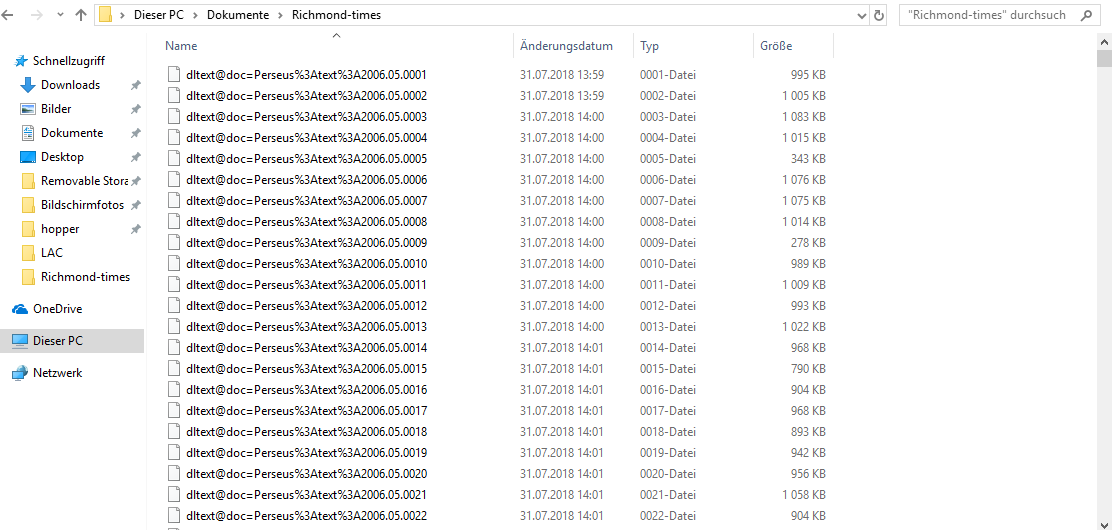 Dieser PC > Dokumente > Richmond-times
"Richmond-times" durchsuch
Name Änderungsdatum Typ Größe
Schnellzugriff
Downloads
Bilder
Dokumente
Desktop
Removable Stora
Bildschirmfotos
hopper
LAC
Richmond-times
OneDrive
Dieser PC
Netzwerk
dltext@doc=Perseus%3Atext%3A2006.05.0001 31.07.2018 13:59 0001-Datei 995 KB
dltext@doc=Perseus%3Atext%3A2006.05.0002 31.07.2018 13:59 0002-Datei 1 005 KB
dltext@doc=Perseus%3Atext%3A2006.05.0003 31.07.2018 14:00 0003-Datei 1 083 KB
dltext@doc=Perseus%3Atext%3A2006.05.0004 31.07.2018 14:00 0004-Datei 1 015 KB
dltext@doc=Perseus%3Atext%3A2006.05.0005 31.07.2018 14:00 0005-Datei 343 KB
dltext@doc=Perseus%3Atext%3A2006.05.0006 31.07.2018 14:00 0006-Datei 1 076 KB
dltext@doc=Perseus%3Atext%3A2006.05.0007 31.07.2018 14:00 0007-Datei 1 075 KB
dltext@doc=Perseus%3Atext%3A2006.05.0008 31.07.2018 14:00 0008-Datei 1 014 KB
dltext@doc=Perseus%3Atext%3A2006.05.0009 31.07.2018 14:00 0009-Datei 278 KB
dltext@doc=Perseus%3Atext%3A2006.05.0010 31.07.2018 14:00 0010-Datei 989 KB
dltext@doc=Perseus%3Atext%3A2006.05.0011 31.07.2018 14:00 0011-Datei 1 009 KB
dltext@doc=Perseus%3Atext%3A2006.05.0012 31.07.2018 14:00 0012-Datei 993 KB
dltext@doc=Perseus%3Atext%3A2006.05.0013 31.07.2018 14:00 0013-Datei 1 022 KB
dltext@doc=Perseus%3Atext%3A2006.05.0014 31.07.2018 14:01 0014-Datei 968 KB
dltext@doc=Perseus%3Atext%3A2006.05.0015 31.07.2018 14:01 0015-Datei 790 KB
dltext@doc=Perseus%3Atext%3A2006.05.0016 31.07.2018 14:01 0016-Datei 904 KB
dltext@doc=Perseus%3Atext%3A2006.05.0017 31.07.2018 14:01 0017-Datei 968 KB
dltext@doc=Perseus%3Atext%3A2006.05.0018 31.07.2018 14:01 0018-Datei 893 KB
dltext@doc=Perseus%3Atext%3A2006.05.0019 31.07.2018 14:01 0019-Datei 942 KB
dltext@doc=Perseus%3Atext%3A2006.05.0020 31.07.2018 14:01 0020-Datei 956 KB
dltext@doc=Perseus%3Atext%3A2006.05.0021 31.07.2018 14:01 0021-Datei 1 058 KB
dltext@doc=Perseus%3Atext%3A2006.05.0022 31.07.2018 14:01 0022-Datei 904 KB